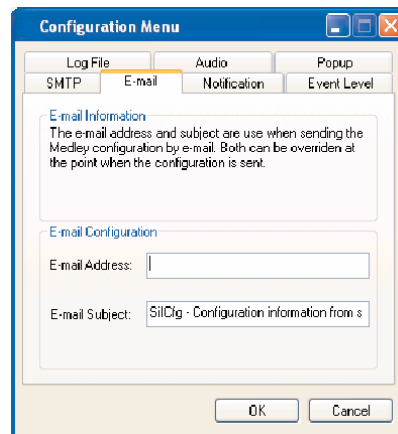 Configuration Menu
Log File Audio Popup
SMTP E-mail Notification Event Level
E-mail Information
The e-mail address and subject are use when sending the
Medley configuration by e-mail. Both can be overriden at
the point when the configuration is sent.
E-mail Configuration
E-mail Address:
E-mail Subject: SilCfg - Configuration information from s
OK Cancel